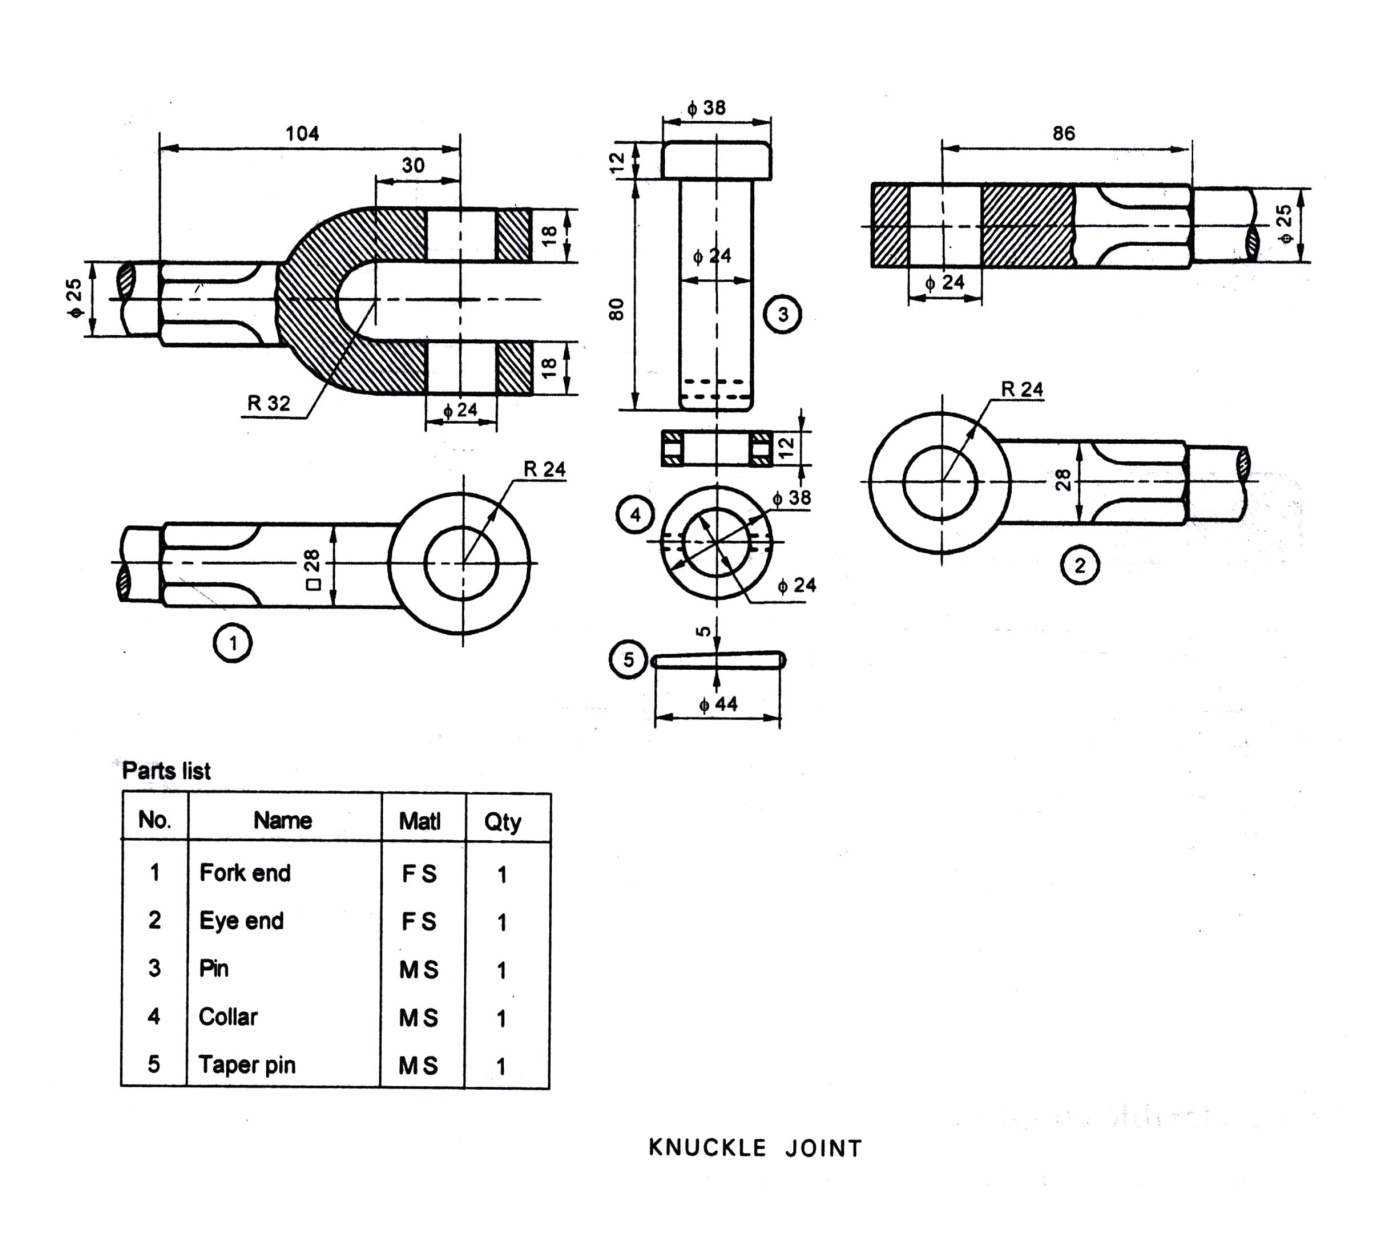 ϕ 38
104
12
86
30
18
ϕ 25
ϕ 24
ϕ 25
80
3
ϕ 24
18
R 32
ϕ 24
R 24
12
R 24
28
4
ϕ 38
□ 28
2
ϕ 24
1
5
5
ϕ 44
Parts list
No. Name Matl Qty
1 Fork end F S 1
2 Eye end F S 1
3 Pin M S 1
4 Collar M S 1
5 Taper pin M S 1
KNUCKLE JOINT